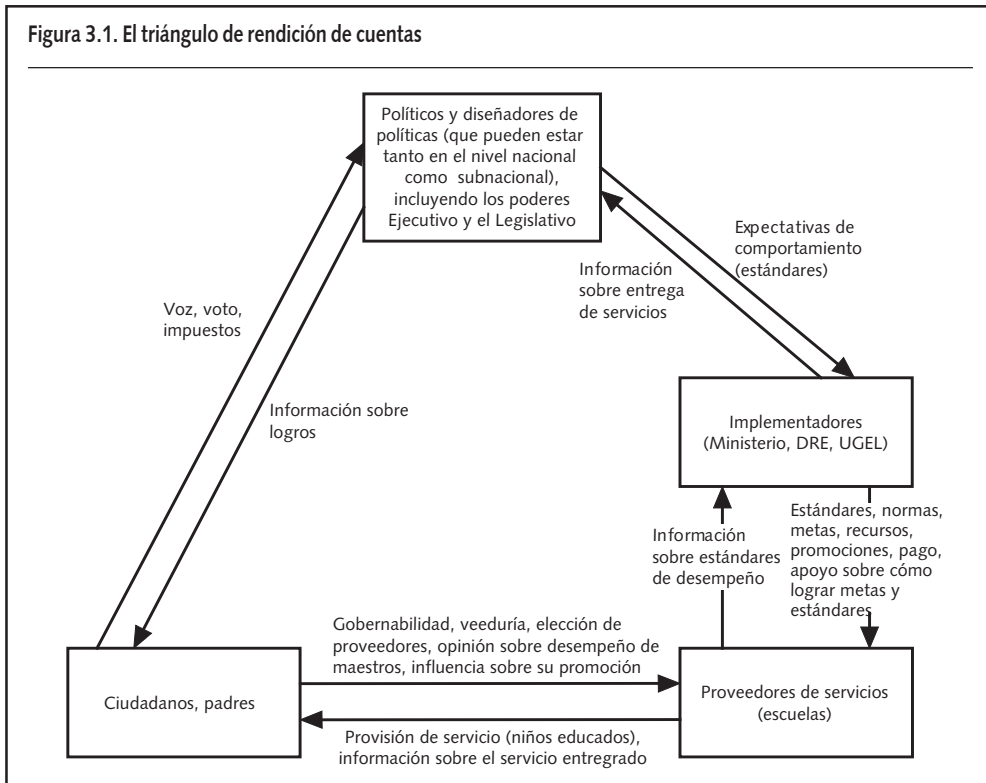 Figura 3.1. El triángulo de rendición de cuentas
Políticos y diseñadores de
políticas (que pueden estar
tanto en el nivel nacional
como subnacional),
incluyendo los poderes
Ejecutivo y el Legislativo
Expectativas de
comportamiento
(estándares)
Información
sobre entrega
de servicios
Voz, voto,
impuestos
Información sobre
logros
Implementadores
(Ministerio, DRE, UGEL)
Estándares, normas,
metas, recursos,
promociones, pago,
apoyo sobre cómo
lograr metas y
estándares
Información
sobre estándares
de desempeño
Gobernabilidad, veeduría, elección de
proveedores, opinión sobre desempeño de
maestros, influencia sobre su promoción
Ciudadanos, padres
Proveedores de servicios
(escuelas)
Provisión de servicio (niños educados),
información sobre el servicio entregrado